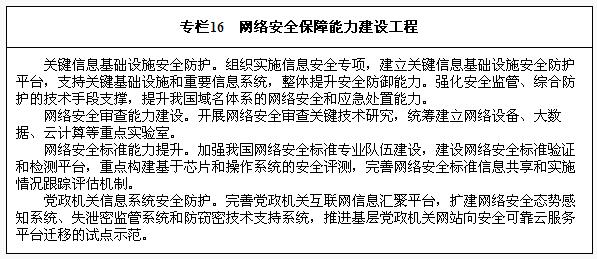 专栏16　网络安全保障能力建设工程
关键信息基础设施安全防护。组织实施信息安全专项，建立关键信息基础设施安全防护
平台，支持关键基础设施和重要信息系统，整体提升安全防御能力。强化安全监管、综合防
护的技术手段支撑，提升我国域名体系的网络安全和应急处置能力。
网络安全审查能力建设。开展网络安全审查关键技术研究，统筹建立网络设备、大数
据、云计算等重点实验室。
网络安全标准能力提升。加强我国网络安全标准专业队伍建设，建设网络安全标准验证
和检测平台，重点构建基于芯片和操作系统的安全评测，完善网络安全标准信息共享和实施
情况跟踪评估机制。
党政机关信息系统安全防护。完善党政机关互联网信息汇聚平台，扩建网络安全态势感
知系统、失泄密监管系统和防窃密技术支持系统，推进基层党政机关网站向安全可靠云服务
平台迁移的试点示范。